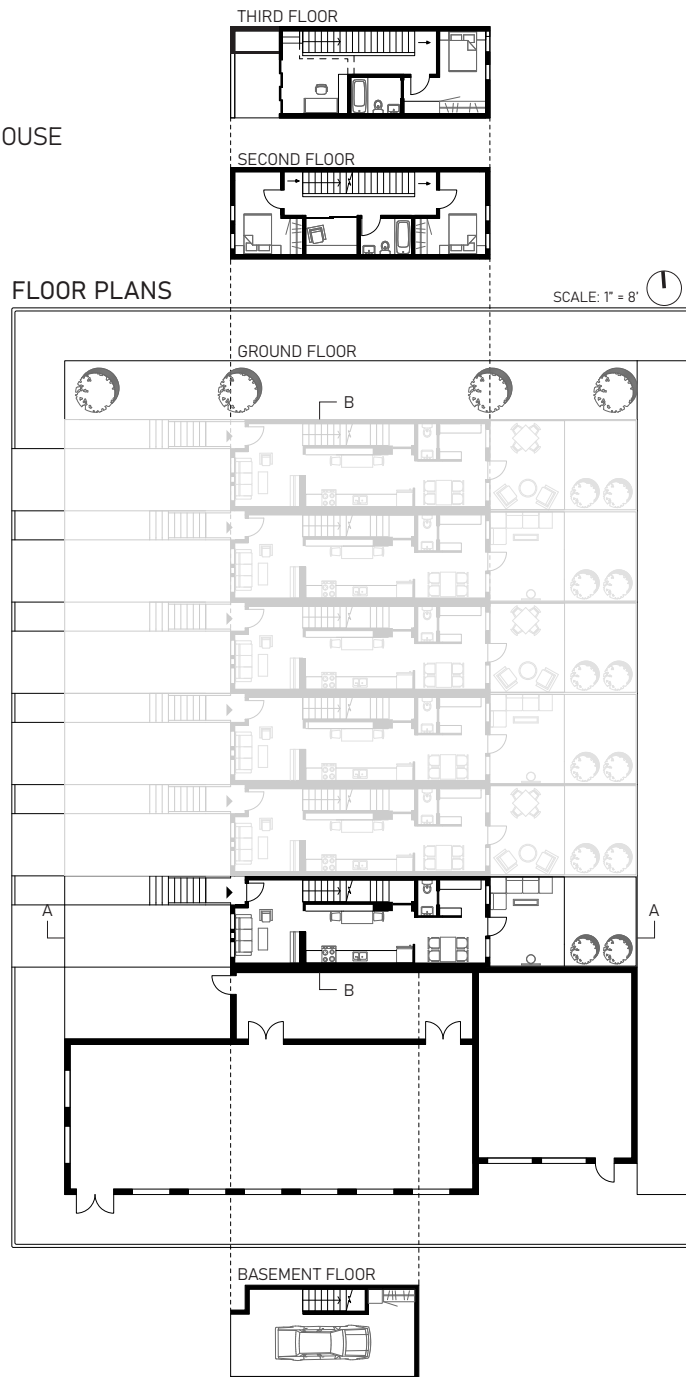 THIRD FLOOR
OUSE
SECOND FLOOR
FLOOR PLANS
SCALE: 1" = 8'
GROUND FLOOR
B
A
A
B
BASEMENT FLOOR